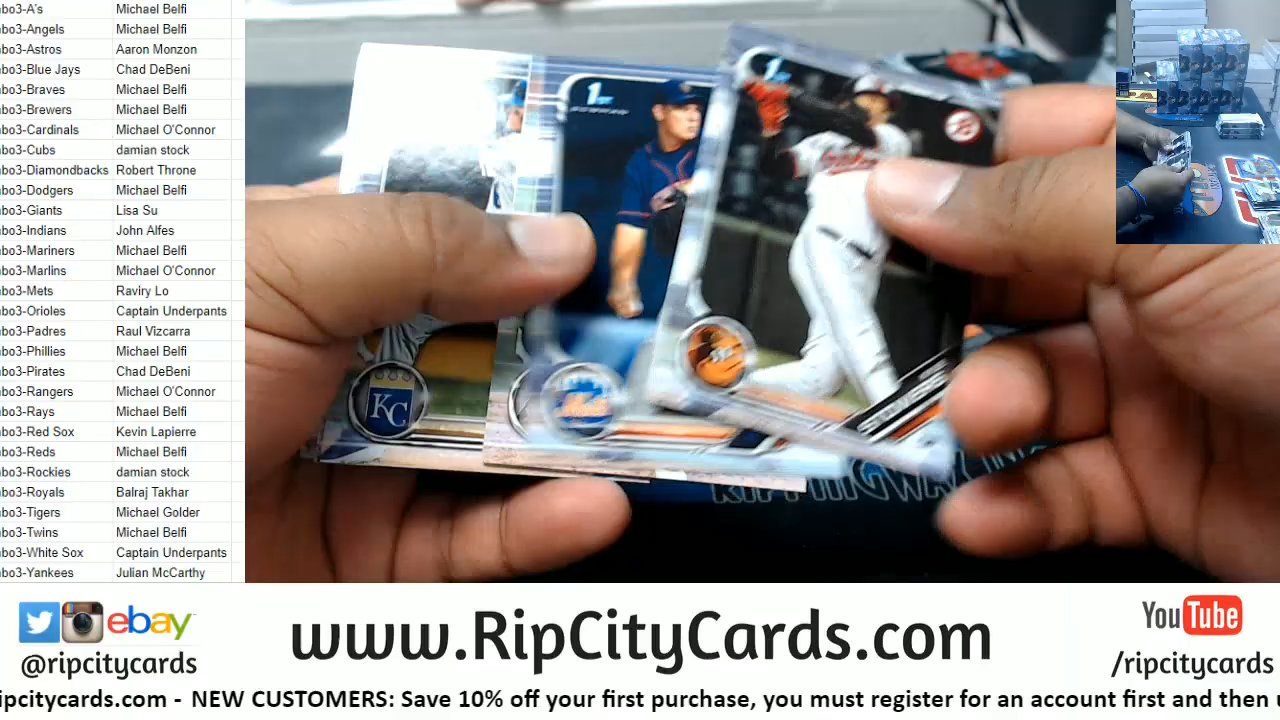 bo3-A's Michael Belfi
bo3-Angels Michael Belfi
bo3-Astros Aaron Monzon
bo3-Blue Jays Chad DeBeni
bo3-Braves Michael Belfi
bo3-Brewers Michael Belfi
bo3-Cardinals Michael O'Connor
bo3-Cubs damian stock
bo3-Diamondbacks Robert Throne
bo3-Dodgers Michael Belfi
bo3-Giants Lisa Su
bo3-Indians John Alfes
bo3-Mariners Michael Belfi
bo3-Marlins Michael O'Connor
bo3-Mets Raviry Lo
bo3-Orioles Captain Underpants
bo3-Padres Raul Vizcarra
bo3-Phillies Michael Belfi
bo3-Pirates Chad DeBeni
bo3-Rangers Michael O'Connor
bo3-Rays Michael Belfi
bo3-Red Sox Kevin Lapierre
bo3-Reds Michael Belfi
bo3-Rockies damian stock
bo3-Royals Balraj Takhar
bo3-Tigers Michael Golder
bo3-Twins Michael Belfi
bo3-White Sox Captain Underpants
bo3-Yankees Julian McCarthy
1ST
1ST
KC
Mets
ebay
@ripcitycards
www.RipCityCards.com
YouTube
/ripcitycards
ipcitycards.com - NEW CUSTOMERS: Save 10% off your first purchase, you must register for an account first and then